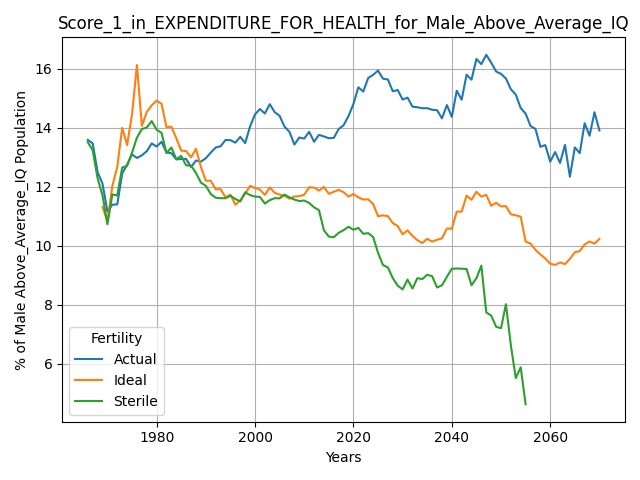 Score_1_in_EXPENDITURE_FOR_HEALTH_for_Male_Above_Average_IQ
% of Male Above_Average_IQ Population
16
14
12
10
8
6
Fertility
Actual
Ideal
Sterile
1980 2000 2020 2040 2060
Years